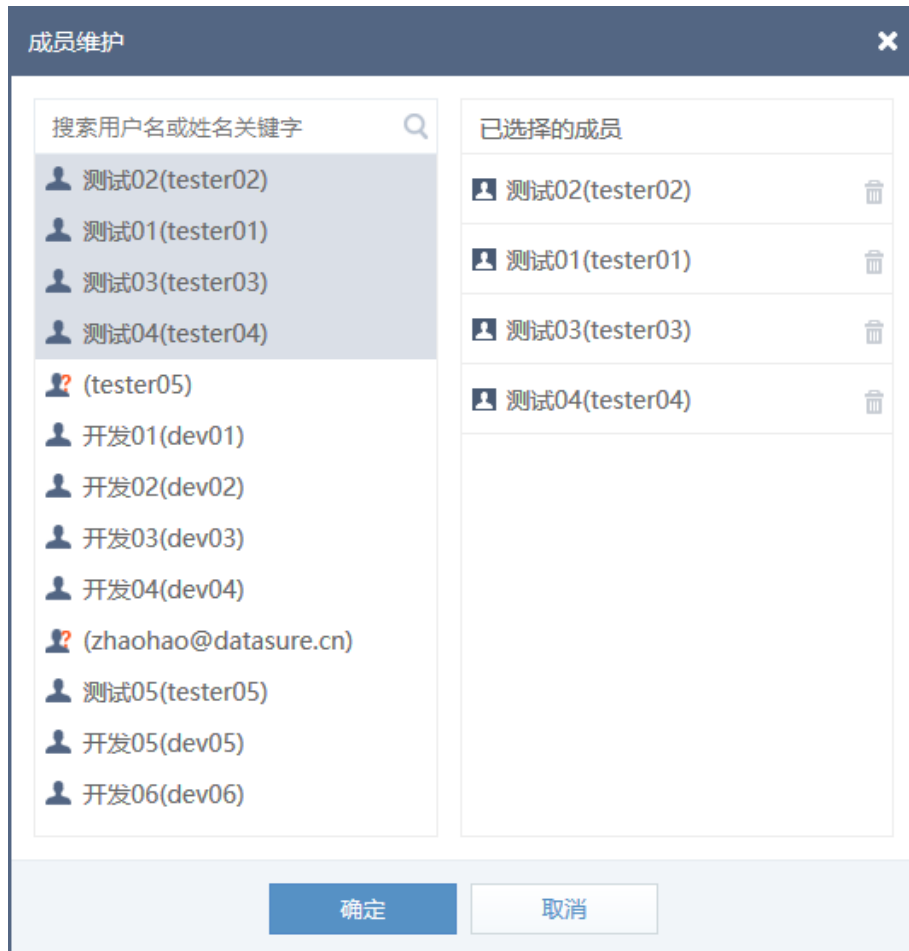 成员维护
搜索用户名或姓名关键字
测试02(tester02)
测试01(tester01)
测试03(tester03)
测试04(tester04)
(tester05)
开发01(dev01)
开发02(dev02)
开发03(dev03)
开发04(dev04)
(zhaohao@datasure.cn)
测试05(tester05)
开发05(dev05)
开发06(dev06)
已选择的成员
测试02(tester02)
测试01(tester01)
测试03(tester03)
测试04(tester04)
确定
取消